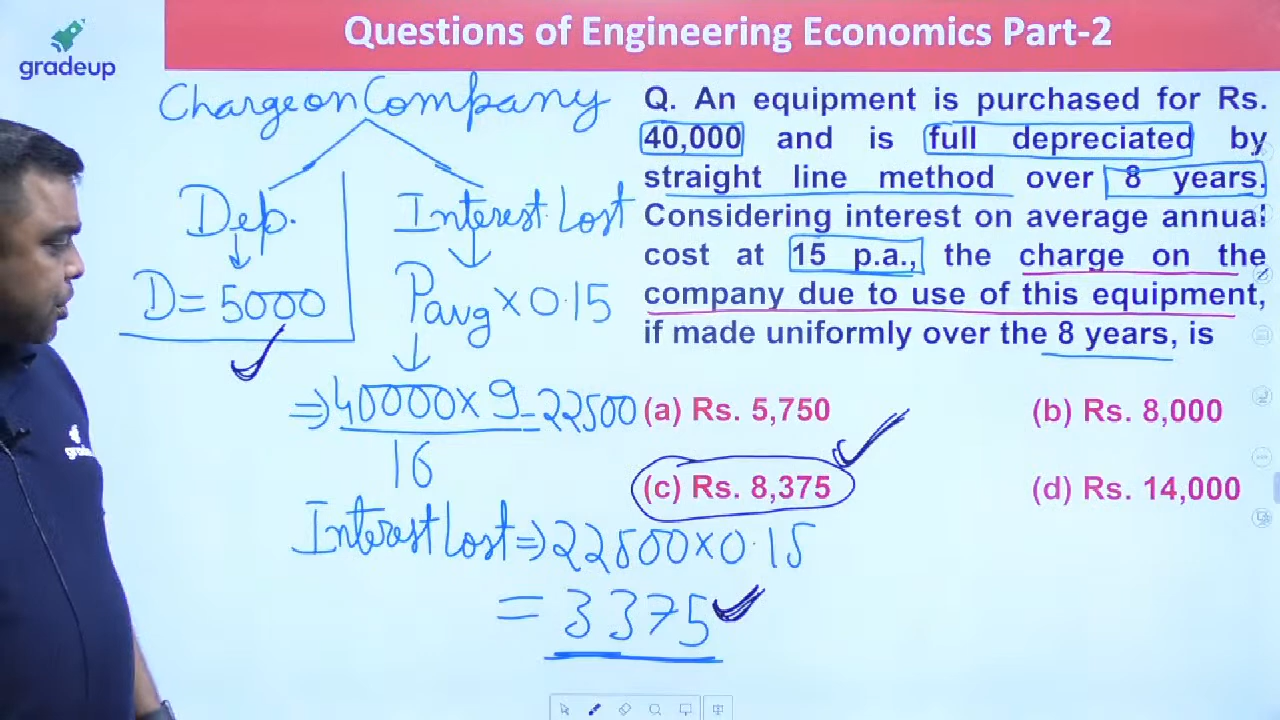 gradeup
Questions of Engineering Economics Part-2
Charge on Company
Dep.
Interest Lost
D = 5000
Pavg × 0.15
⇒ 40000 × 9 = 22500
16
Interest Lost ⇒ 22500 × 0.15
= 3375
Q. An equipment is purchased for Rs.
40,000 and is full depreciated by
straight line method over 8 years.
Considering interest on average annual
cost at 15 p.a., the charge on the
company due to use of this equipment,
if made uniformly over the 8 years, is
(a) Rs. 5,750
(b) Rs. 8,000
(c) Rs. 8,375
(d) Rs. 14,000